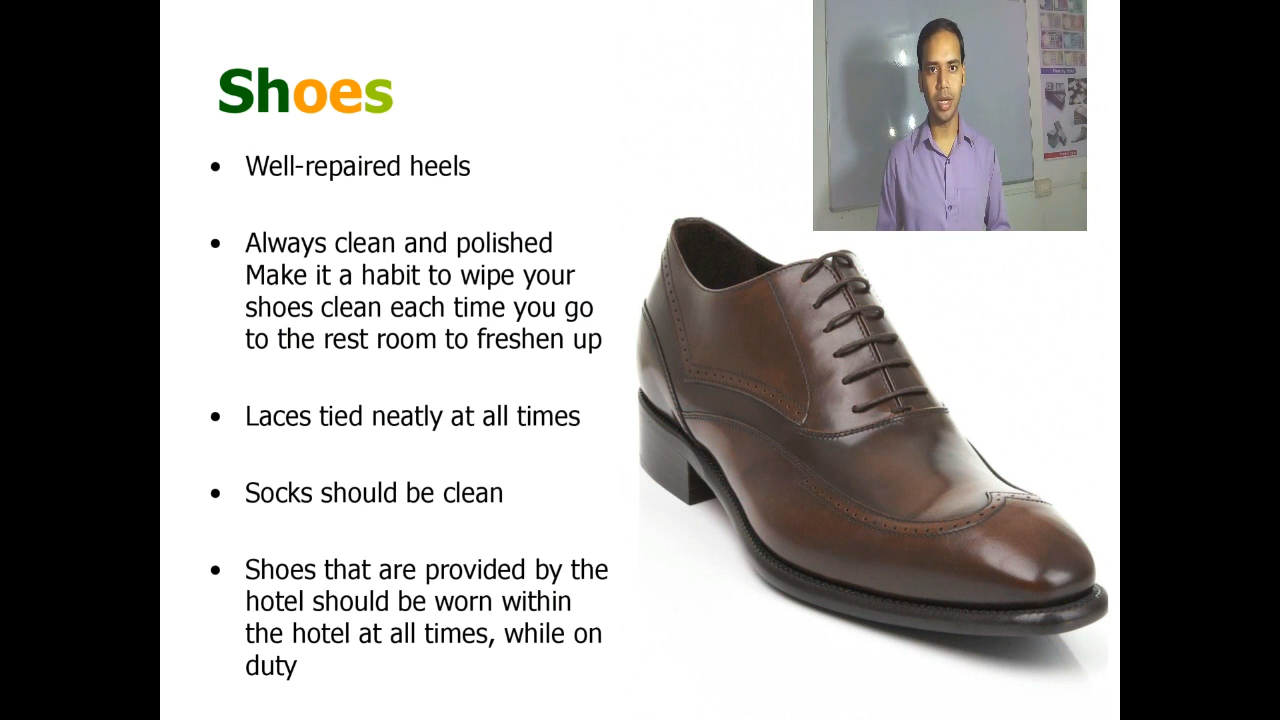 Shoes
• Well-repaired heels
• Always clean and polished
Make it a habit to wipe your
shoes clean each time you go
to the rest room to freshen up
• Laces tied neatly at all times
• Socks should be clean
• Shoes that are provided by the
hotel should be worn within
the hotel at all times, while on
duty